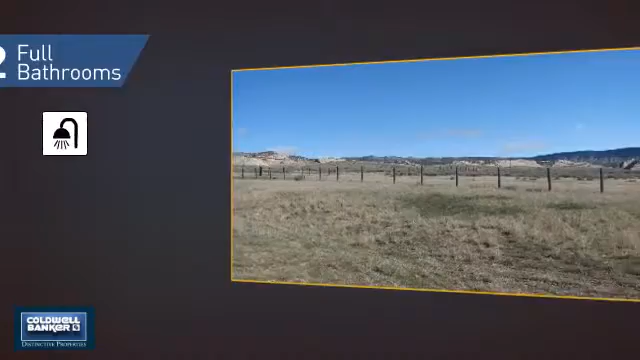 2 Full
Bathrooms
COLDWELL
BANKER
DISTINCTIVE PROPERTIES